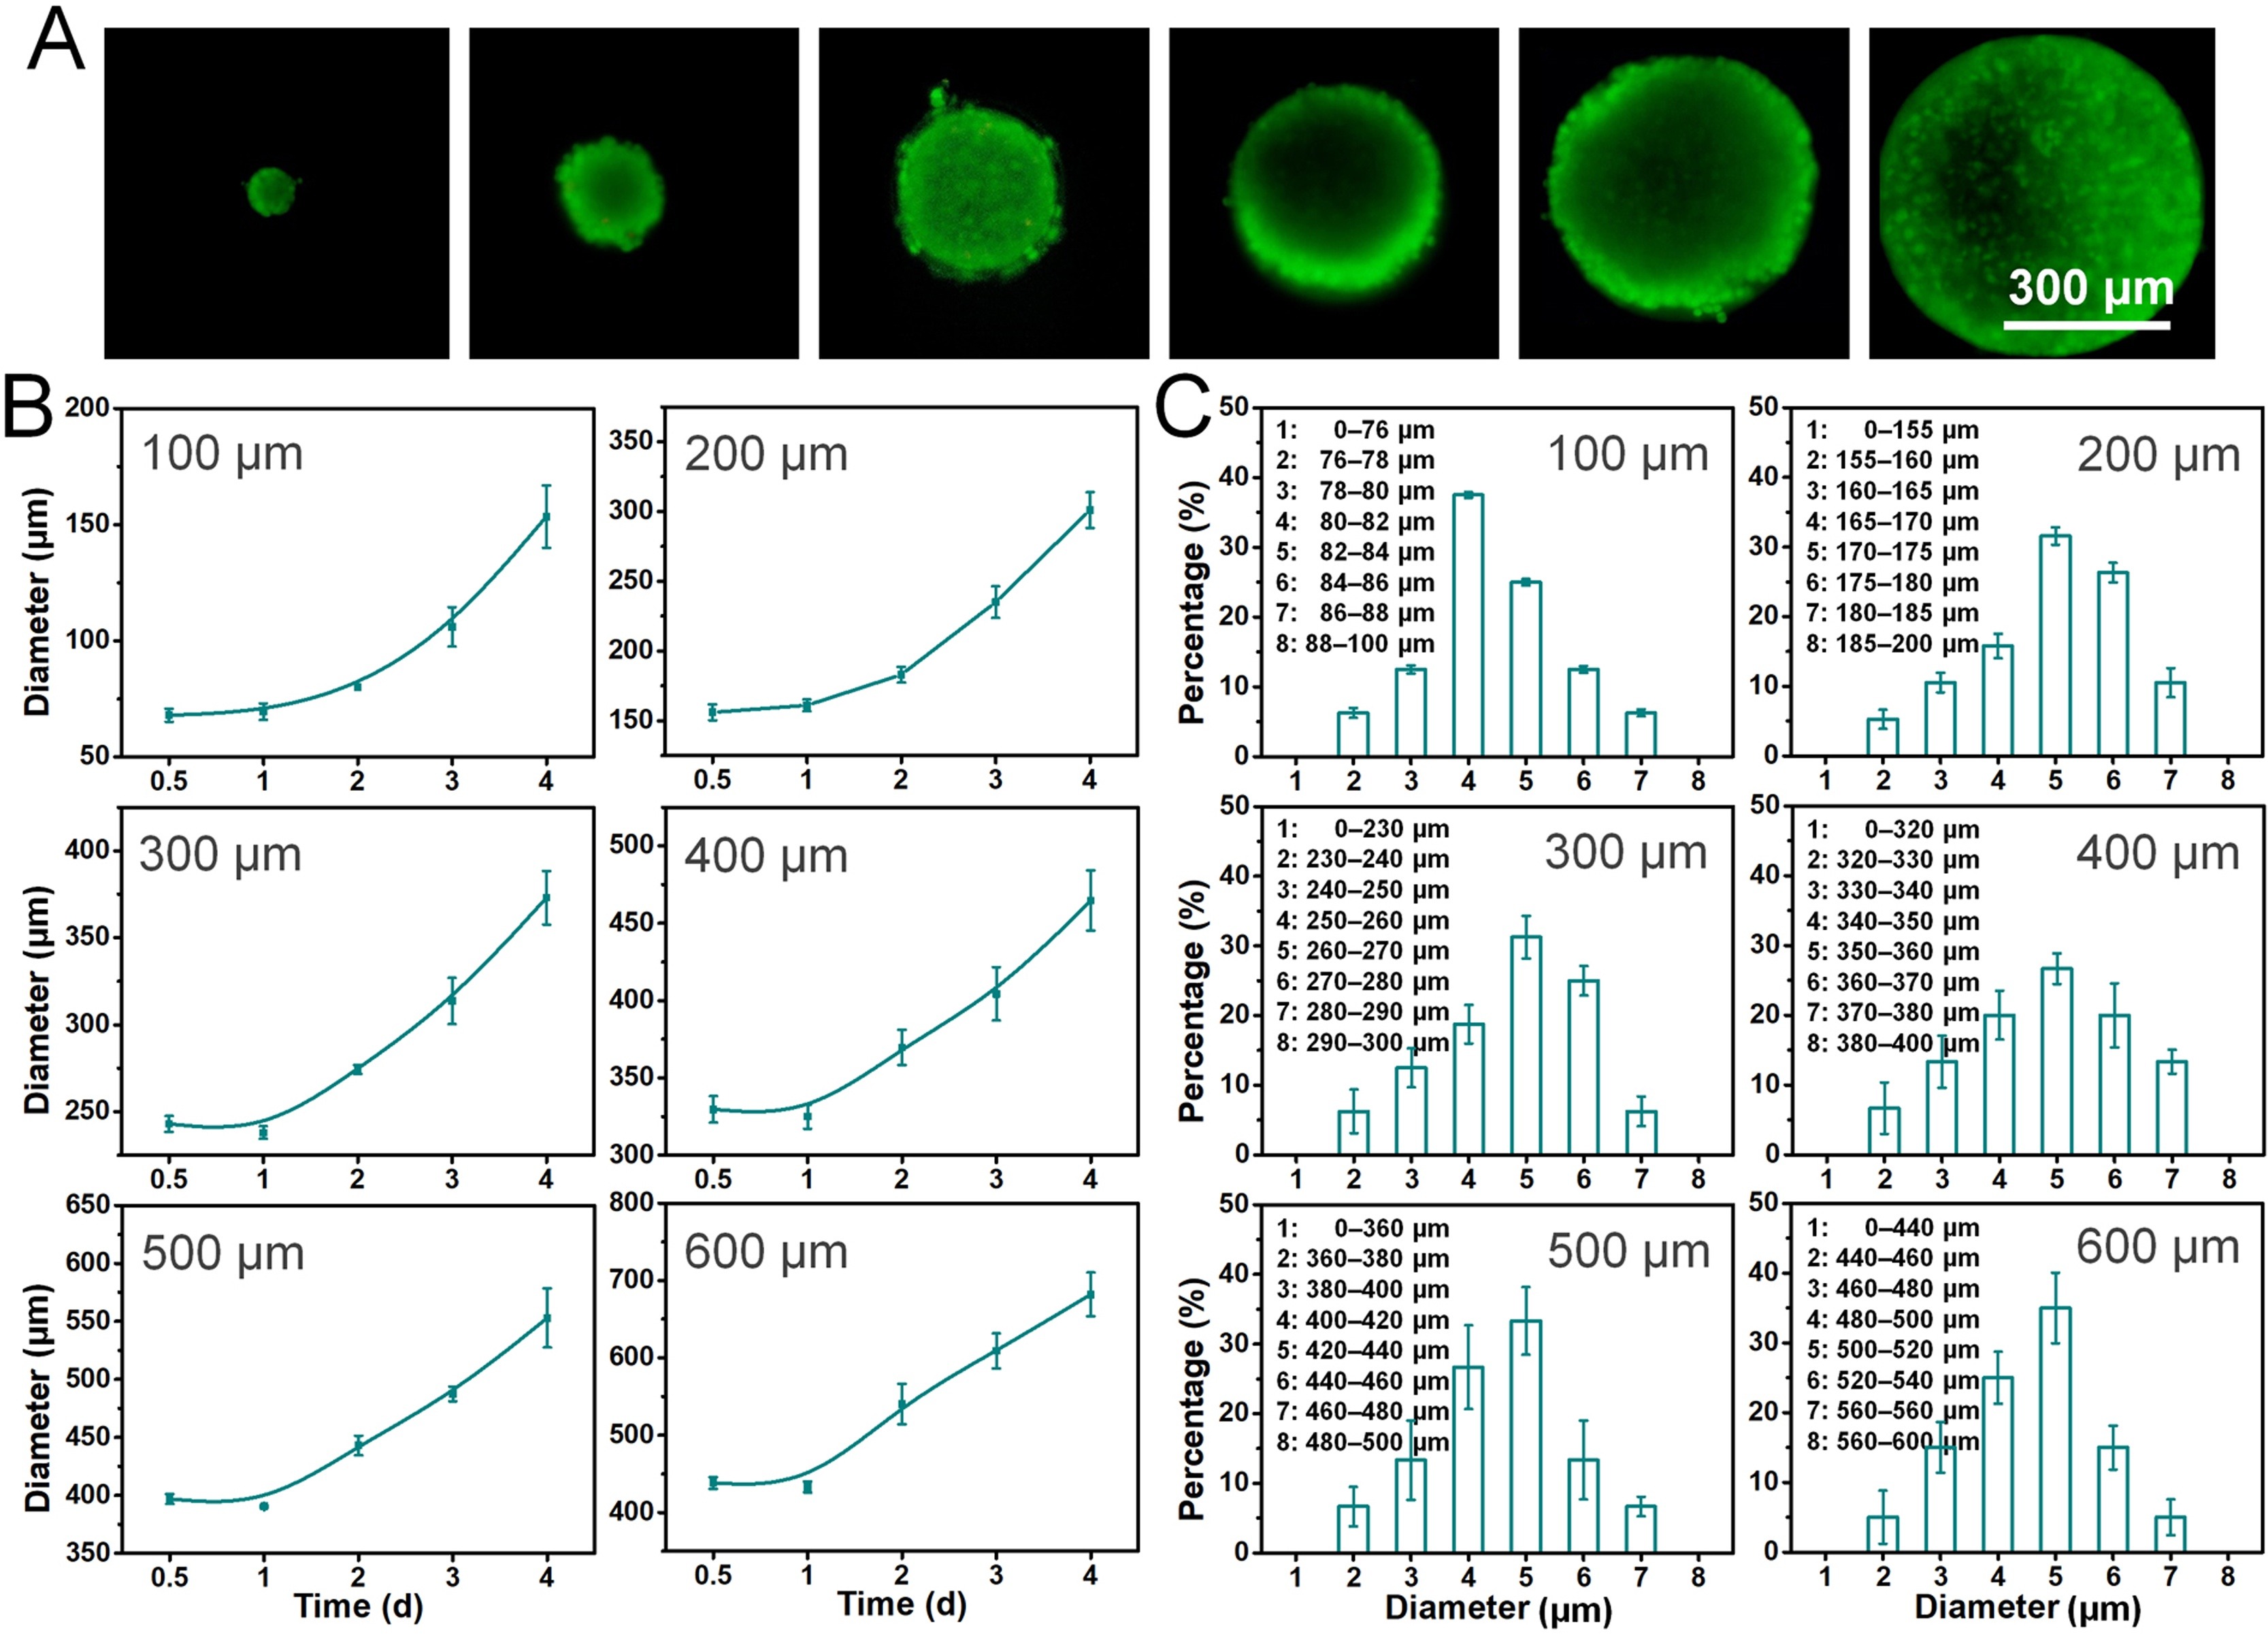 A
300 µm
B
200
150
100
50
Diameter (µm)
100 µm
0.5 1 2 3 4
350
300
250
200
150
200 µm
0.5 1 2 3 4
400
350
300
250
Diameter (µm)
300 µm
0.5 1 2 3 4
500
450
400
350
300
400 µm
0.5 1 2 3 4
650
600
550
500
450
400
350
Diameter (µm)
500 µm
0.5 1 2 3 4
Time (d)
800
700
600
500
400
600 µm
0.5 1 2 3 4
Time (d)
C
50
40
30
20
10
0
Percentage (%)
1: 0–76 µm
2: 76–78 µm
3: 78–80 µm
4: 80–82 µm
5: 82–84 µm
6: 84–86 µm
7: 86–88 µm
8: 88–100 µm
100 µm
1 2 3 4 5 6 7 8
50
40
30
20
10
0
1: 0–155 µm
2: 155–160 µm
3: 160–165 µm
4: 165–170 µm
5: 170–175 µm
6: 175–180 µm
7: 180–185 µm
8: 185–200 µm
200 µm
1 2 3 4 5 6 7 8
50
40
30
20
10
0
Percentage (%)
1: 0–230 µm
2: 230–240 µm
3: 240–250 µm
4: 250–260 µm
5: 260–270 µm
6: 270–280 µm
7: 280–290 µm
8: 290–300 µm
300 µm
1 2 3 4 5 6 7 8
50
40
30
20
10
0
1: 0–320 µm
2: 320–330 µm
3: 330–340 µm
4: 340–350 µm
5: 350–360 µm
6: 360–370 µm
7: 370–380 µm
8: 380–400 µm
400 µm
1 2 3 4 5 6 7 8
50
40
30
20
10
0
Percentage (%)
1: 0–360 µm
2: 360–380 µm
3: 380–400 µm
4: 400–420 µm
5: 420–440 µm
6: 440–460 µm
7: 460–480 µm
8: 480–500 µm
500 µm
1 2 3 4 5 6 7 8
Diameter (µm)
50
40
30
20
10
0
1: 0–440 µm
2: 440–460 µm
3: 460–480 µm
4: 480–500 µm
5: 500–520 µm
6: 520–540 µm
7: 560–560 µm
8: 560–600 µm
600 µm
1 2 3 4 5 6 7 8
Diameter (µm)